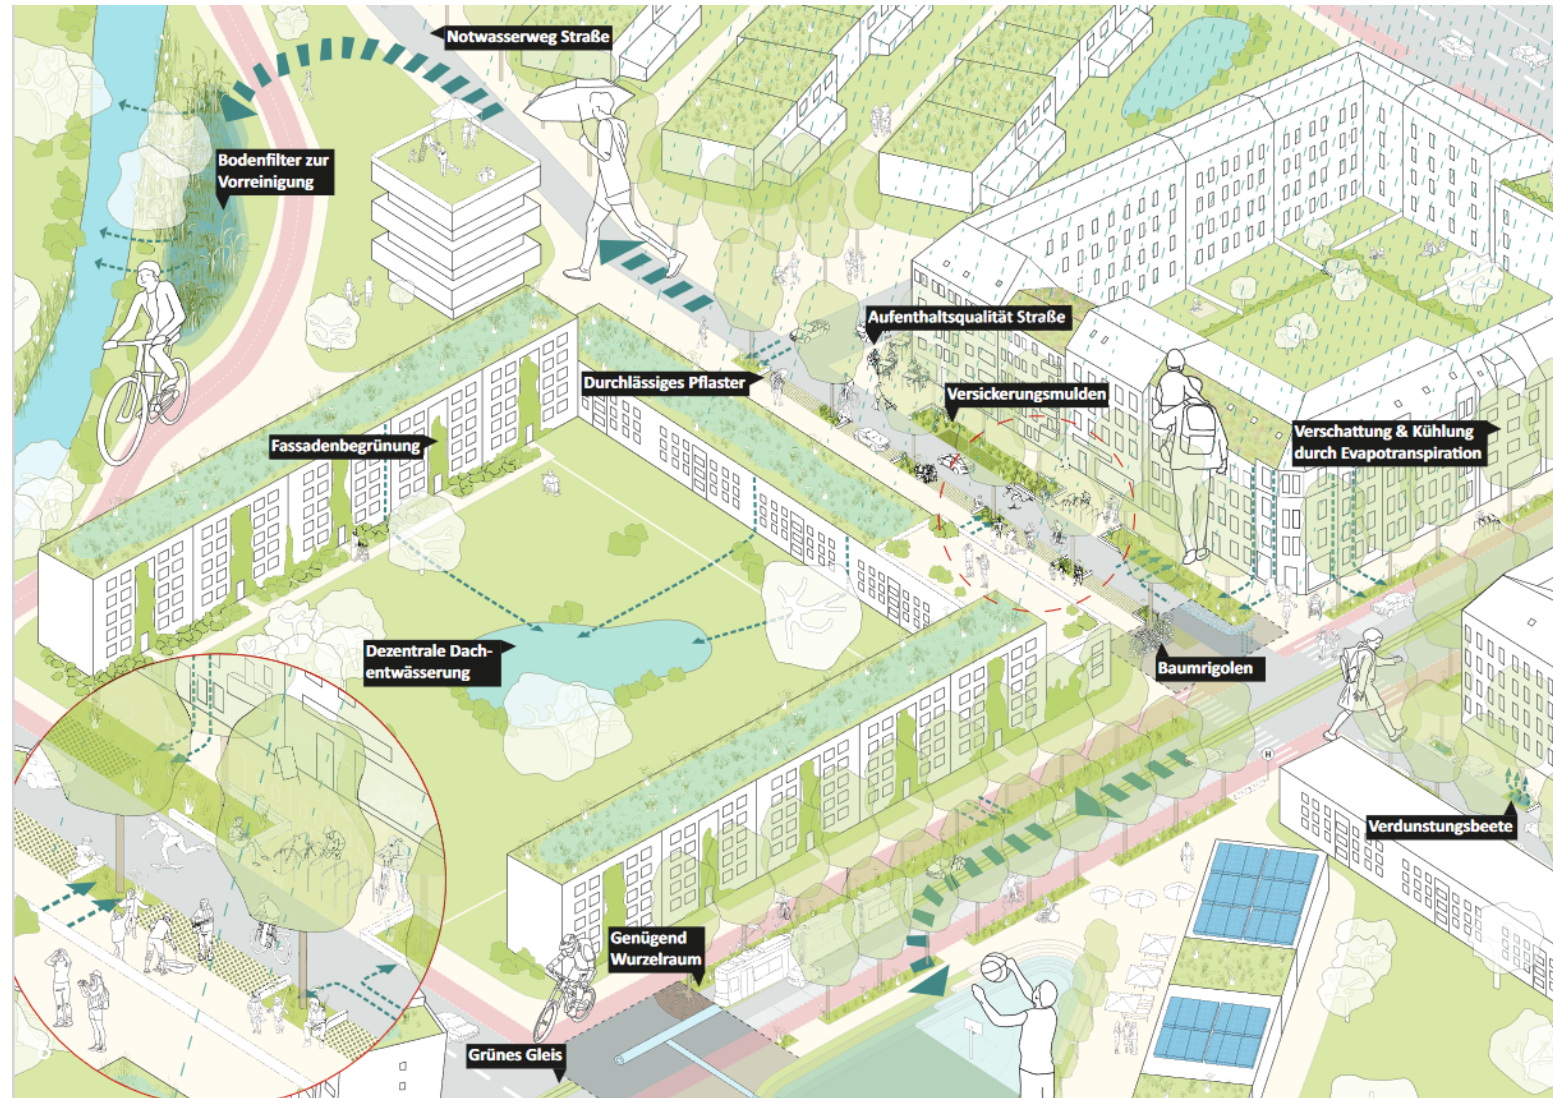 Notwasserweg Straße
Bodenfilter zur
Vorreinigung
Aufenthaltsqualität Straße
Durchlässiges Pflaster
Versickerungsmulden
Fassadenbegrünung
Verschattung & Kühlung
durch Evapotranspiration
Dezentrale Dach-
entwässerung
Baumrigolen
H
Verdunstungsbeete
Genügend
Wurzelraum
Grünes Gleis